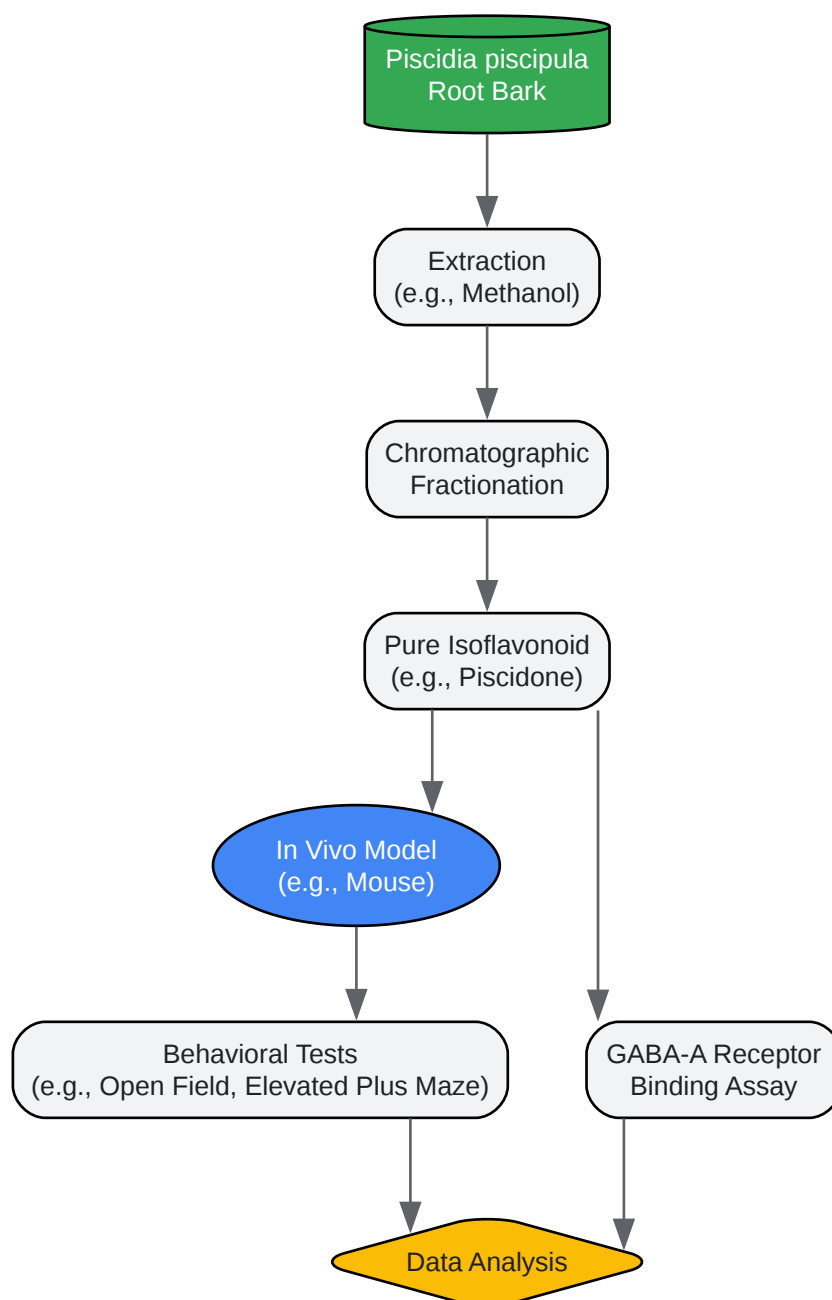 Piscidia piscipula
Root Bark
Extraction
(e.g., Methanol)
Chromatographic
Fractionation
Pure Isoflavonoid
(e.g., Piscidone)
In Vivo Model
(e.g., Mouse)
Behavioral Tests
(e.g., Open Field, Elevated Plus Maze)
GABA-A Receptor
Binding Assay
Data Analysis